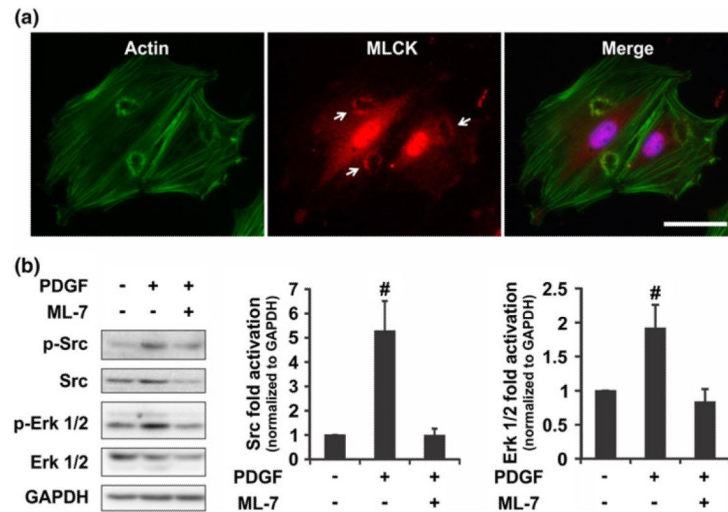 (a)
Actin MLCK Merge
(b)
PDGF - + +
ML-7 - - +
p-Src
Src
p-Erk 1/2
Erk 1/2
GAPDH
Src fold activation
(normalized to GAPDH)
7
6
5
4
3
2
1
0
#
PDGF - + +
ML-7 - - +
Erk 1/2 fold activation
(normalized to GAPDH)
2.5
2
1.5
1
0.5
0
#
PDGF - + +
ML-7 - - +